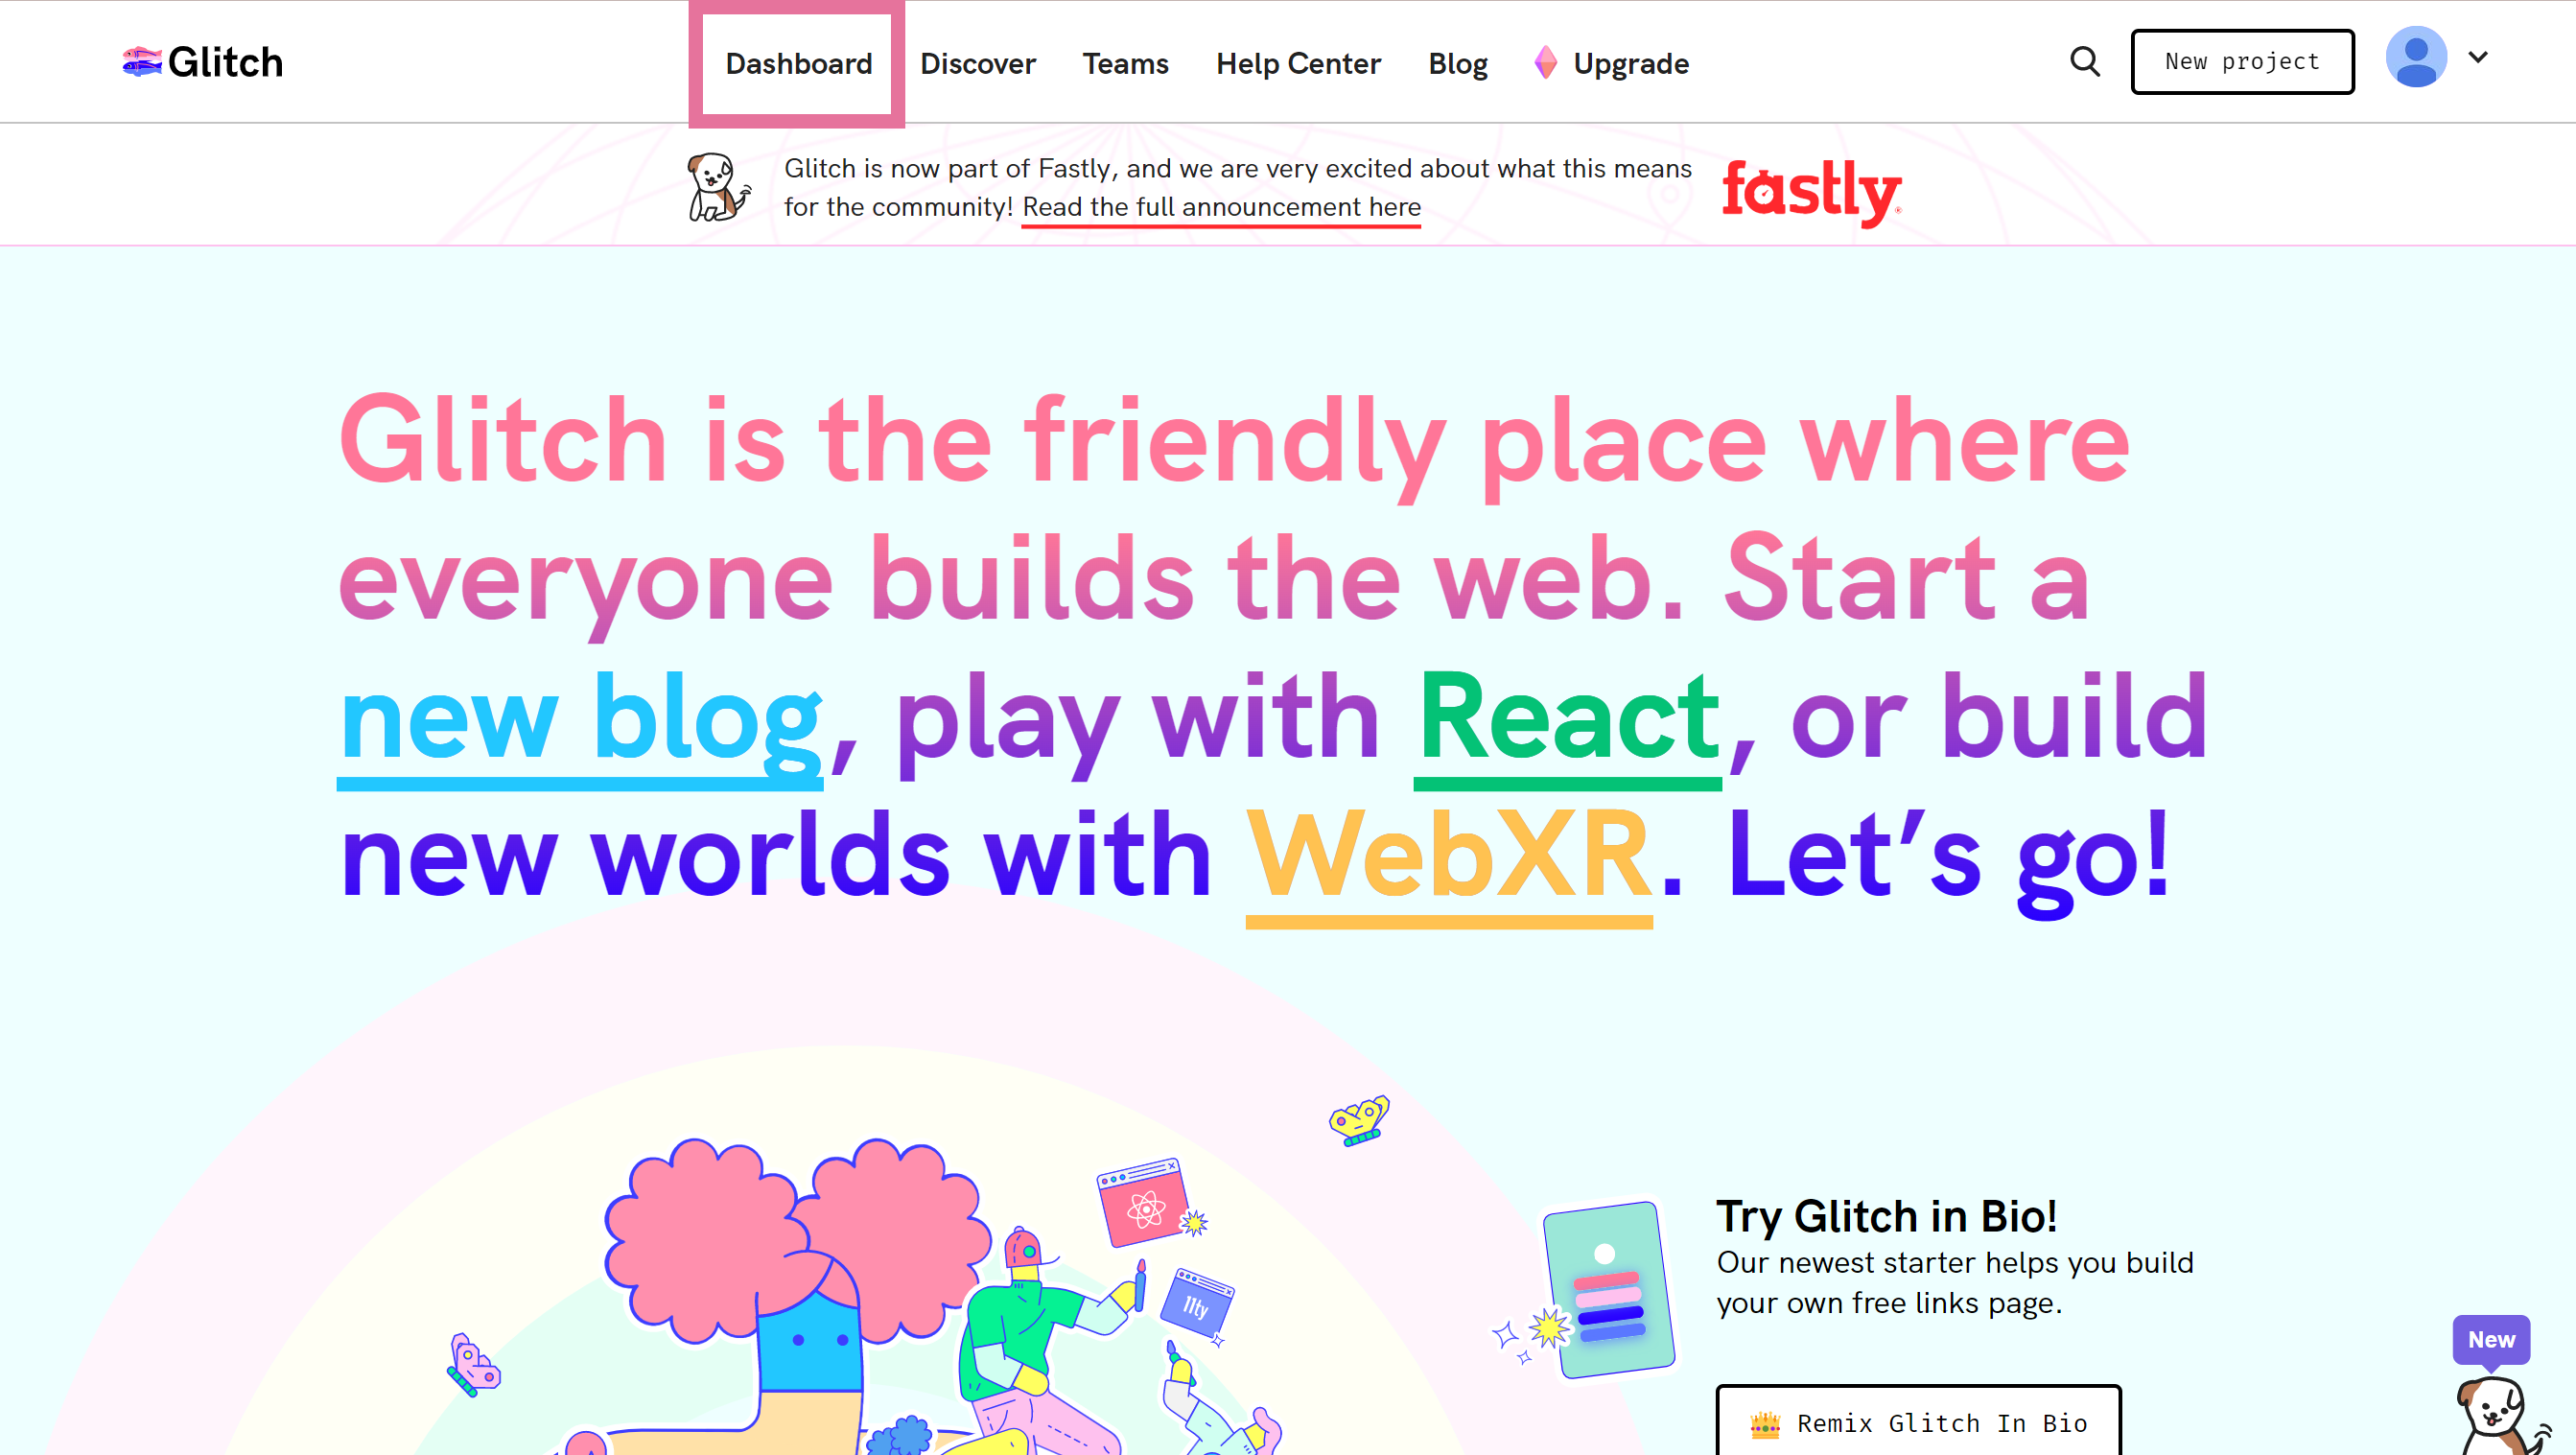 Glitch
Dashboard Discover Teams Help Center Blog Upgrade
New project
Glitch is now part of Fastly, and we are very excited about what this means
for the community! Read the full announcement here
fastly
Glitch is the friendly place where
everyone builds the web. Start a
new blog, play with React, or build
new worlds with WebXR. Let’s go!
11ty
Try Glitch in Bio!
Our newest starter helps you build
your own free links page.
New
Remix Glitch In Bio